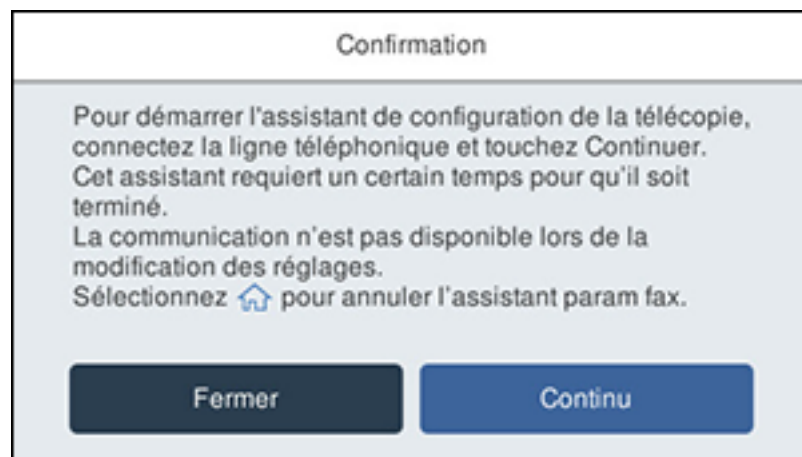 Confirmation
Pour démarrer l'assistant de configuration de la télécopie,
connectez la ligne téléphonique et touchez Continuer.
Cet assistant requiert un certain temps pour qu'il soit
terminé.
La communication n'est pas disponible lors de la
modification des réglages.
Sélectionnez pour annuler l'assistant param fax.
Fermer
Continu